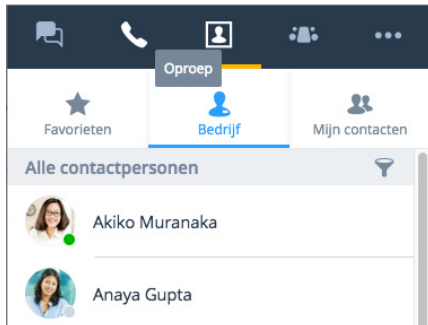 Oproep
Favorieten
Bedrijf
Mijn contacten
Alle contactpersonen
Akiko Muranaka
Anaya Gupta